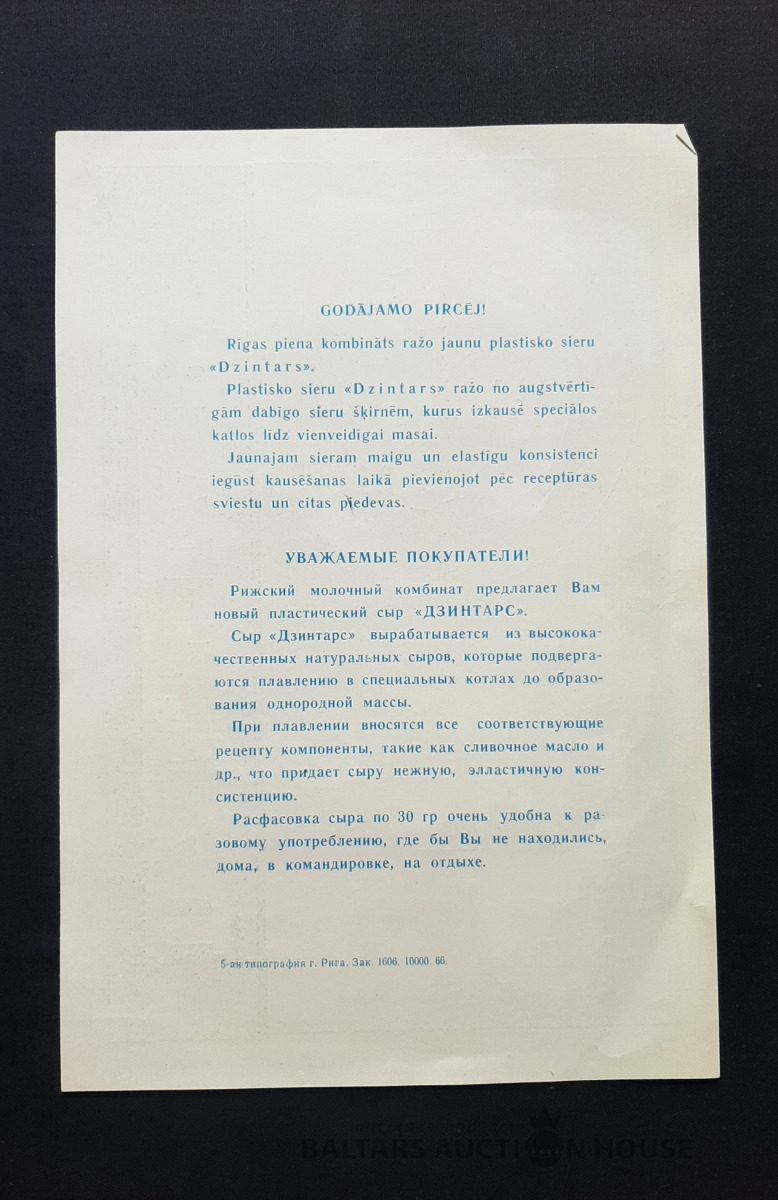 GODĀJAMO PIRCĒJ!
Rīgas piena kombināts ražo jaunu plastisko sieru
«Dzintars».
Plastisko sieru «Dzintars» ražo no augstvērtī-
gām dabīgo sieru šķirnēm, kurus izkausē speciālos
katlos līdz vienveidīgai masai.
Jaunajam sieram maigu un elastīgu konsistenci
iegūst kausēšanas laikā pievienojot pēc receptūras
sviestu un citas piedevas.
УВАЖАЕМЫЕ ПОКУПАТЕЛИ!
Рижский молочный комбинат предлагает Вам
новый пластический сыр «ДЗИНТАРС».
Сыр «Дзинтарс» вырабатывается из высокока-
чественных натуральных сыров, которые подверга-
ются плавлению в специальных котлах до образо-
вания однородной массы.
При плавлении вносятся все соответствующие
рецепту компоненты, такие как сливочное масло и
др., что придает сыру нежную, элластичную кон-
систенцию.
Расфасовка сыра по 30 гр очень удобна к ра-
зовому употреблению, где бы Вы не находились,
дома, в командировке, на отдыхе.
5-ая типография г. Рига. Зак. 1606. 10000. 66.
BALTARS AUCTION HOUSE